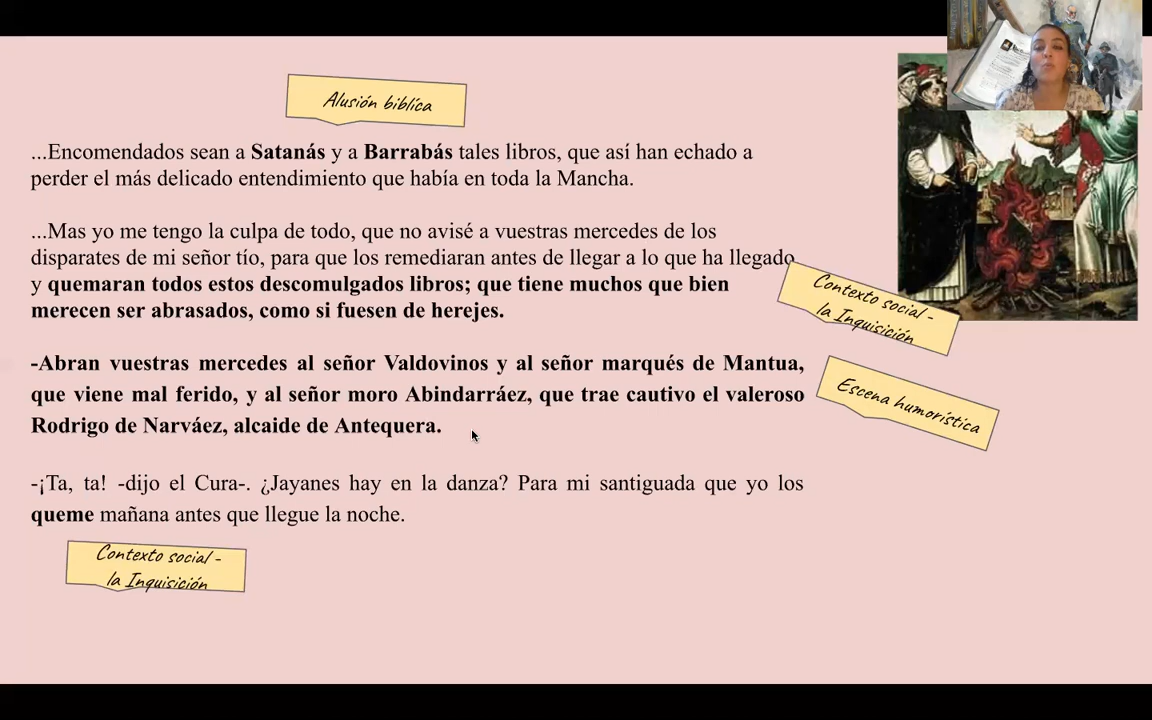 Alusión biblíca
...Encomendados sean a Satanás y a Barrabás tales libros, que así han echado a
perder el más delicado entendimiento que había en toda la Mancha.
...Mas yo me tengo la culpa de todo, que no avisé a vuestras mercedes de los
disparates de mi señor tío, para que los remediaran antes de llegar a lo que ha llegado
y quemaran todos estos descomulgados libros; que tiene muchos que bien
merecen ser abrasados, como si fuesen de herejes.
Contexto social -
la Inquisición
-Abran vuestras mercedes al señor Valdovinos y al señor marqués de Mantua,
que viene mal ferido, y al señor moro Abindarráez, que trae cautivo el valeroso
Rodrigo de Narváez, alcaide de Antequera.
Escena humorística
-¡Ta, ta! -dijo el Cura-. ¿Jayanes hay en la danza? Para mi santiguada que yo los
queme mañana antes que llegue la noche.
Contexto social -
la Inquisición